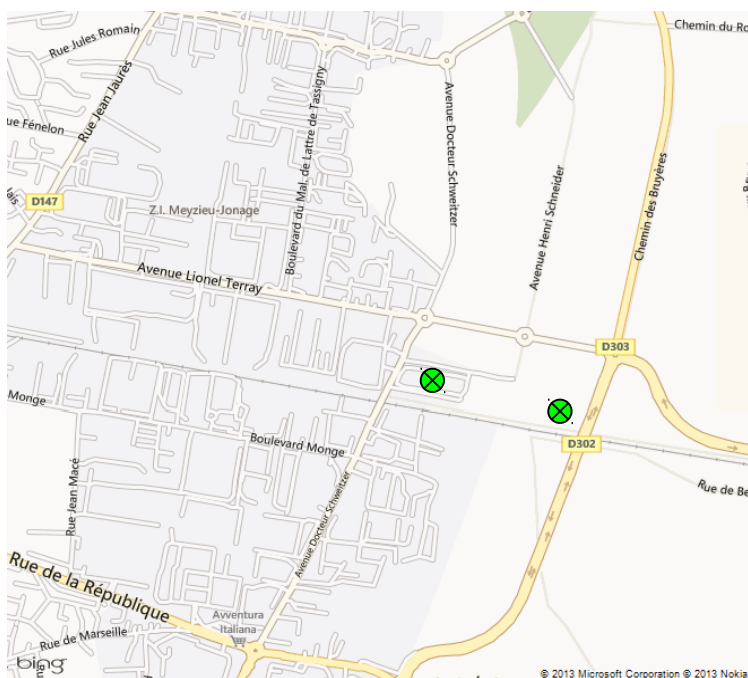 Chemin du Ro
Rue Jules Romain
Rue Jean Jaurès
ue Fénelon
Boulevard du Mal. de Lattre de Tassigny
Avenue Docteur Schweitzer
Avenue Henri Schneider
Chemin des Bruyères
D147
Z.I. Meyzieu-Jonage
Avenue Lionel Terray
D303
Monge
Boulevard Monge
D302
Rue Jean Macé
Avenue Docteur Schweitzer
Rue de Be
Rue de la République
Avventura
Italiana
Rue de Marseille
bing
© 2013 Microsoft Corporation © 2013 Nokia